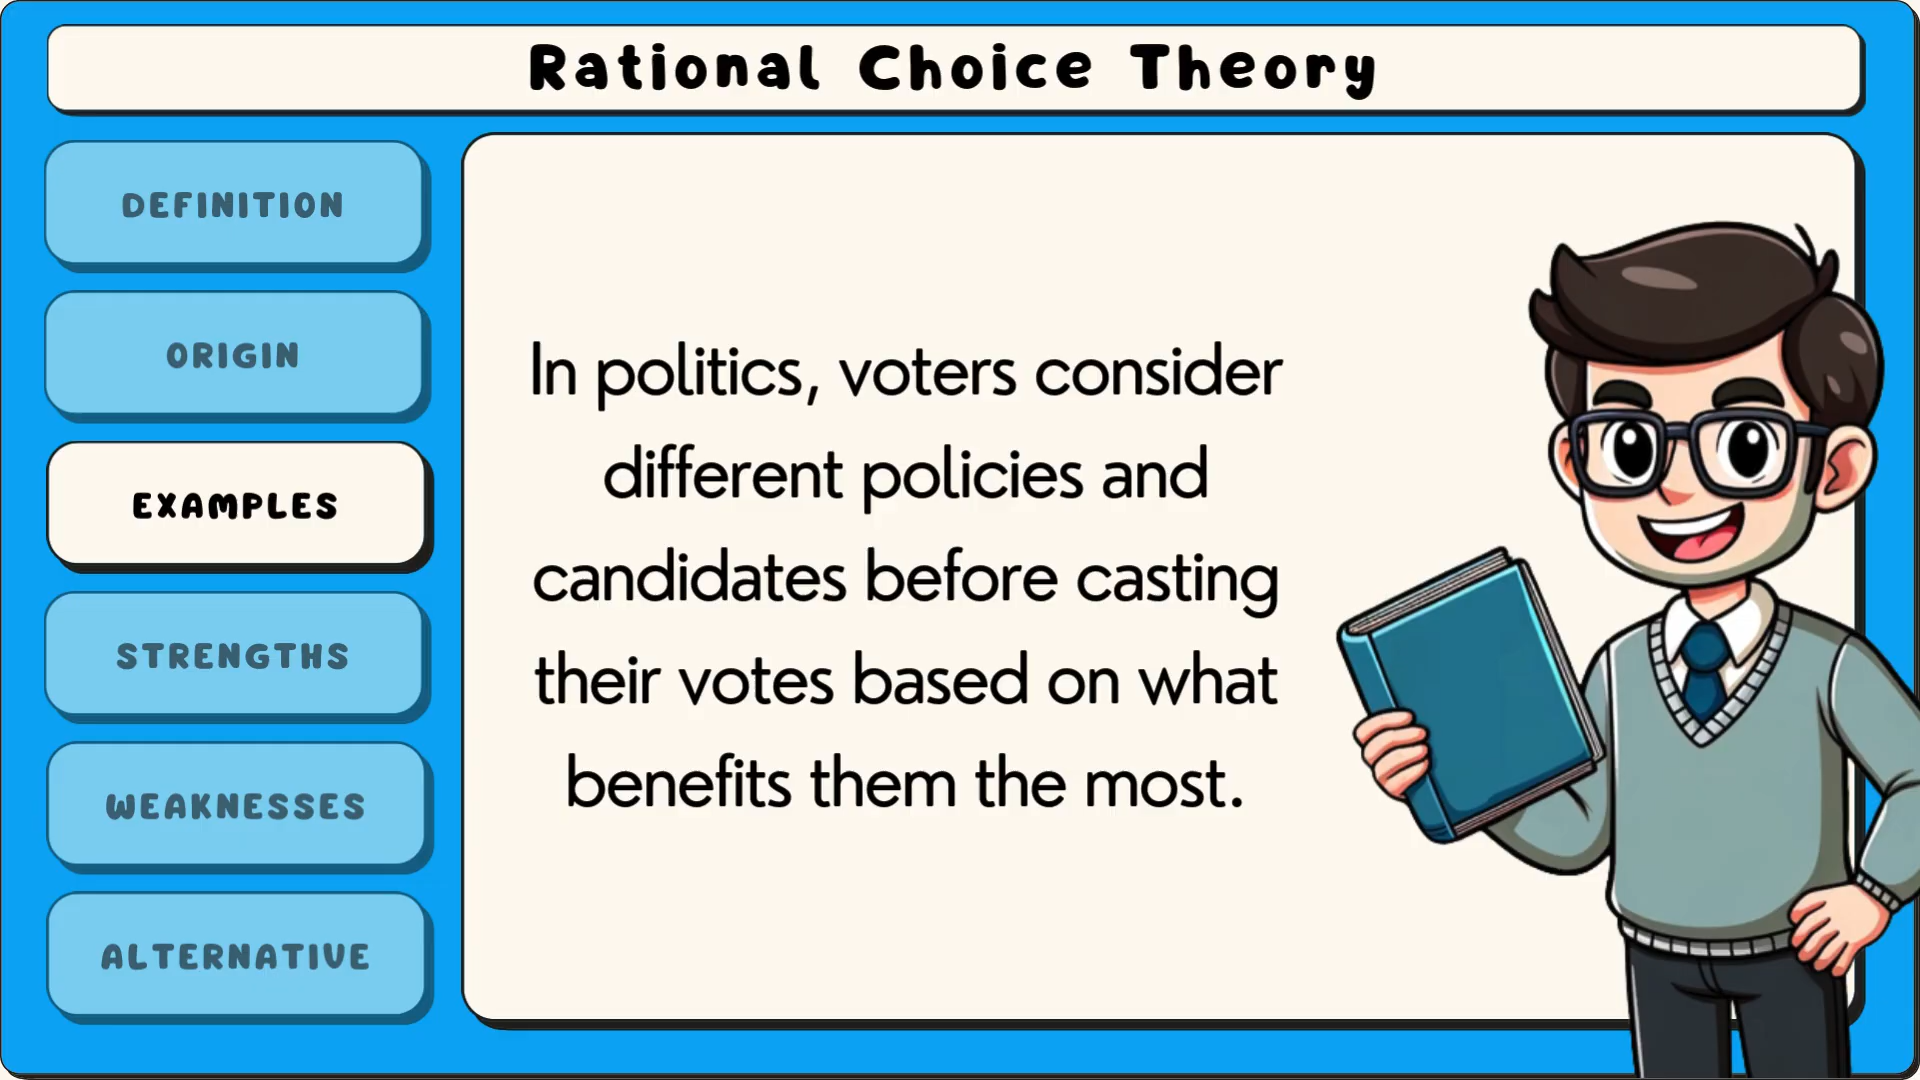 Rational Choice Theory
DEFINITION
ORIGIN
EXAMPLES
STRENGTHS
WEAKNESSES
ALTERNATIVE
In politics, voters consider
different policies and
candidates before casting
their votes based on what
benefits them the most.